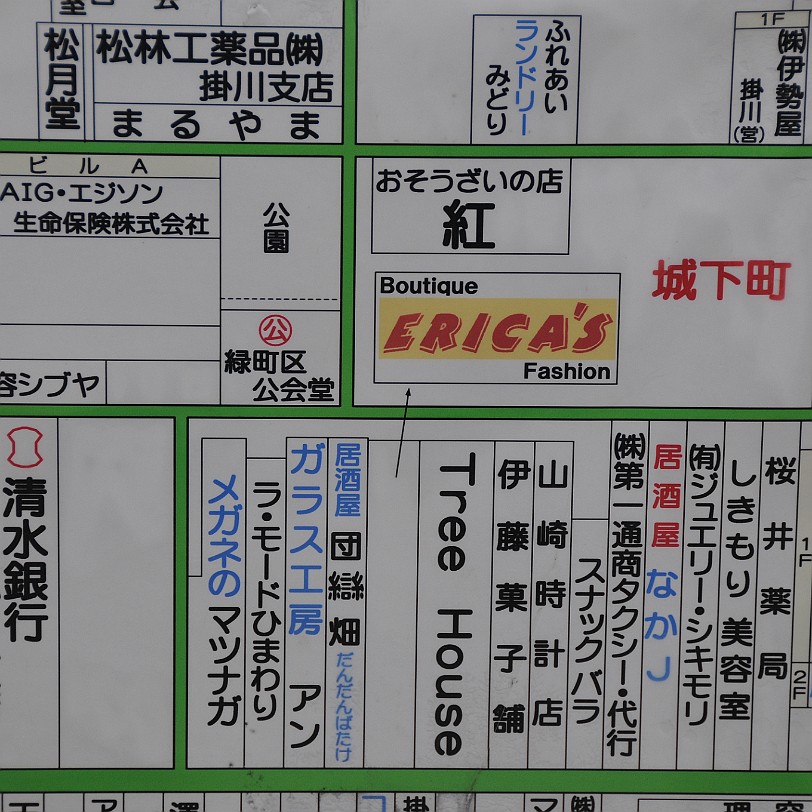 松月堂
松林工薬品㈱
掛川支店
まるやま
ふれあい
ランドリー
みどり
1F
㈱伊勢屋
掛川(営)
ビルA
AIG・エジソン
生命保険株式会社
公園
㊎
緑町区
公会堂
容シブヤ
おそうざいの店
紅
Boutique
ERICA'S
Fashion
城下町
清水銀行
メガネのマツナガ
ラ・モードひまわり
ガラス工房 アン
居酒屋 団欒畑 だんだんばたけ
Tree House
伊藤菓子舗
山崎時計店
スナックバラ
㈱第一通商タクシー・代行
居酒屋 なかJ
㈲ジュエリー・シキモリ
しきもり美容室
桜井薬局
1F
2F